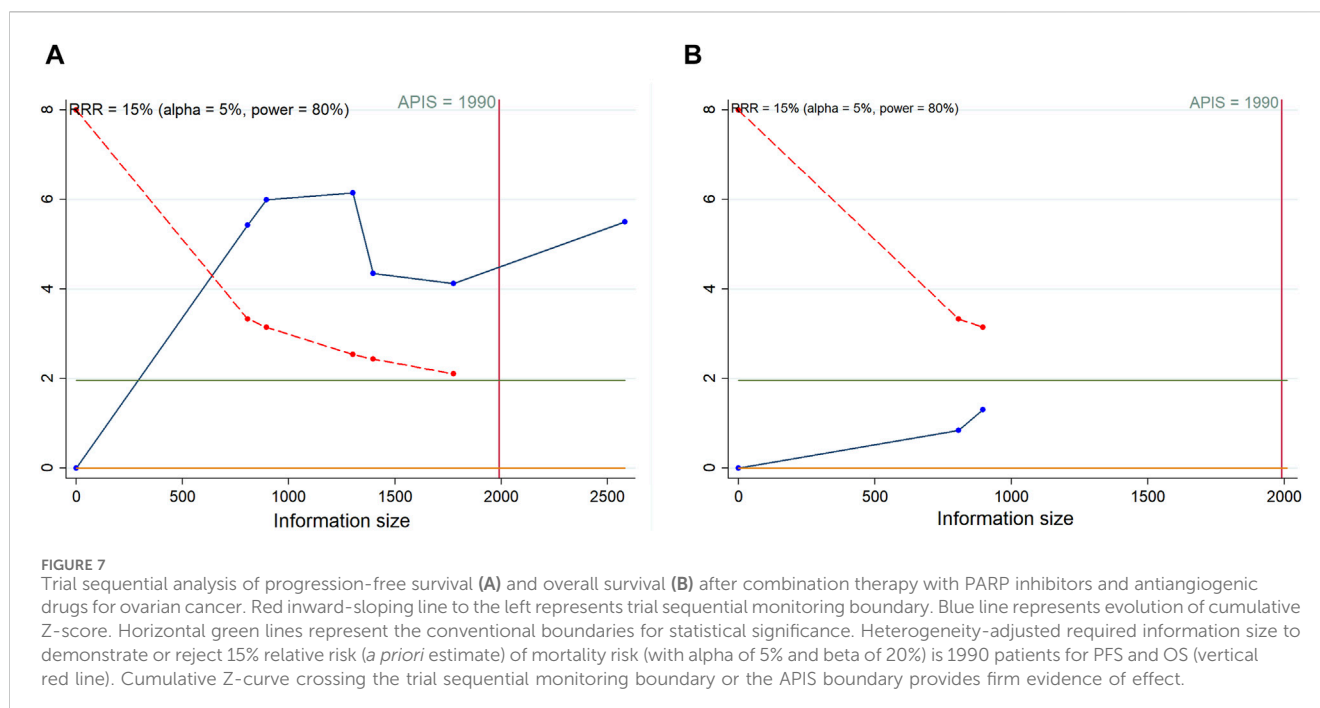 A
B
RRR = 15% (alpha = 5%, power = 80%)
APIS = 1990
8
6
4
2
0
0 500 1000 1500 2000 2500
Information size
RRR = 15% (alpha = 5%, power = 80%)
APIS = 1990
8
6
4
2
0
0 500 1000 1500 2000
Information size
FIGURE 7
Trial sequential analysis of progression-free survival (A) and overall survival (B) after combination therapy with PARP inhibitors and antiangiogenic
drugs for ovarian cancer. Red inward-sloping line to the left represents trial sequential monitoring boundary. Blue line represents evolution of cumulative
Z-score. Horizontal green lines represent the conventional boundaries for statistical significance. Heterogeneity-adjusted required information size to
demonstrate or reject 15% relative risk (a priori estimate) of mortality risk (with alpha of 5% and beta of 20%) is 1990 patients for PFS and OS (vertical
red line). Cumulative Z-curve crossing the trial sequential monitoring boundary or the APIS boundary provides firm evidence of effect.